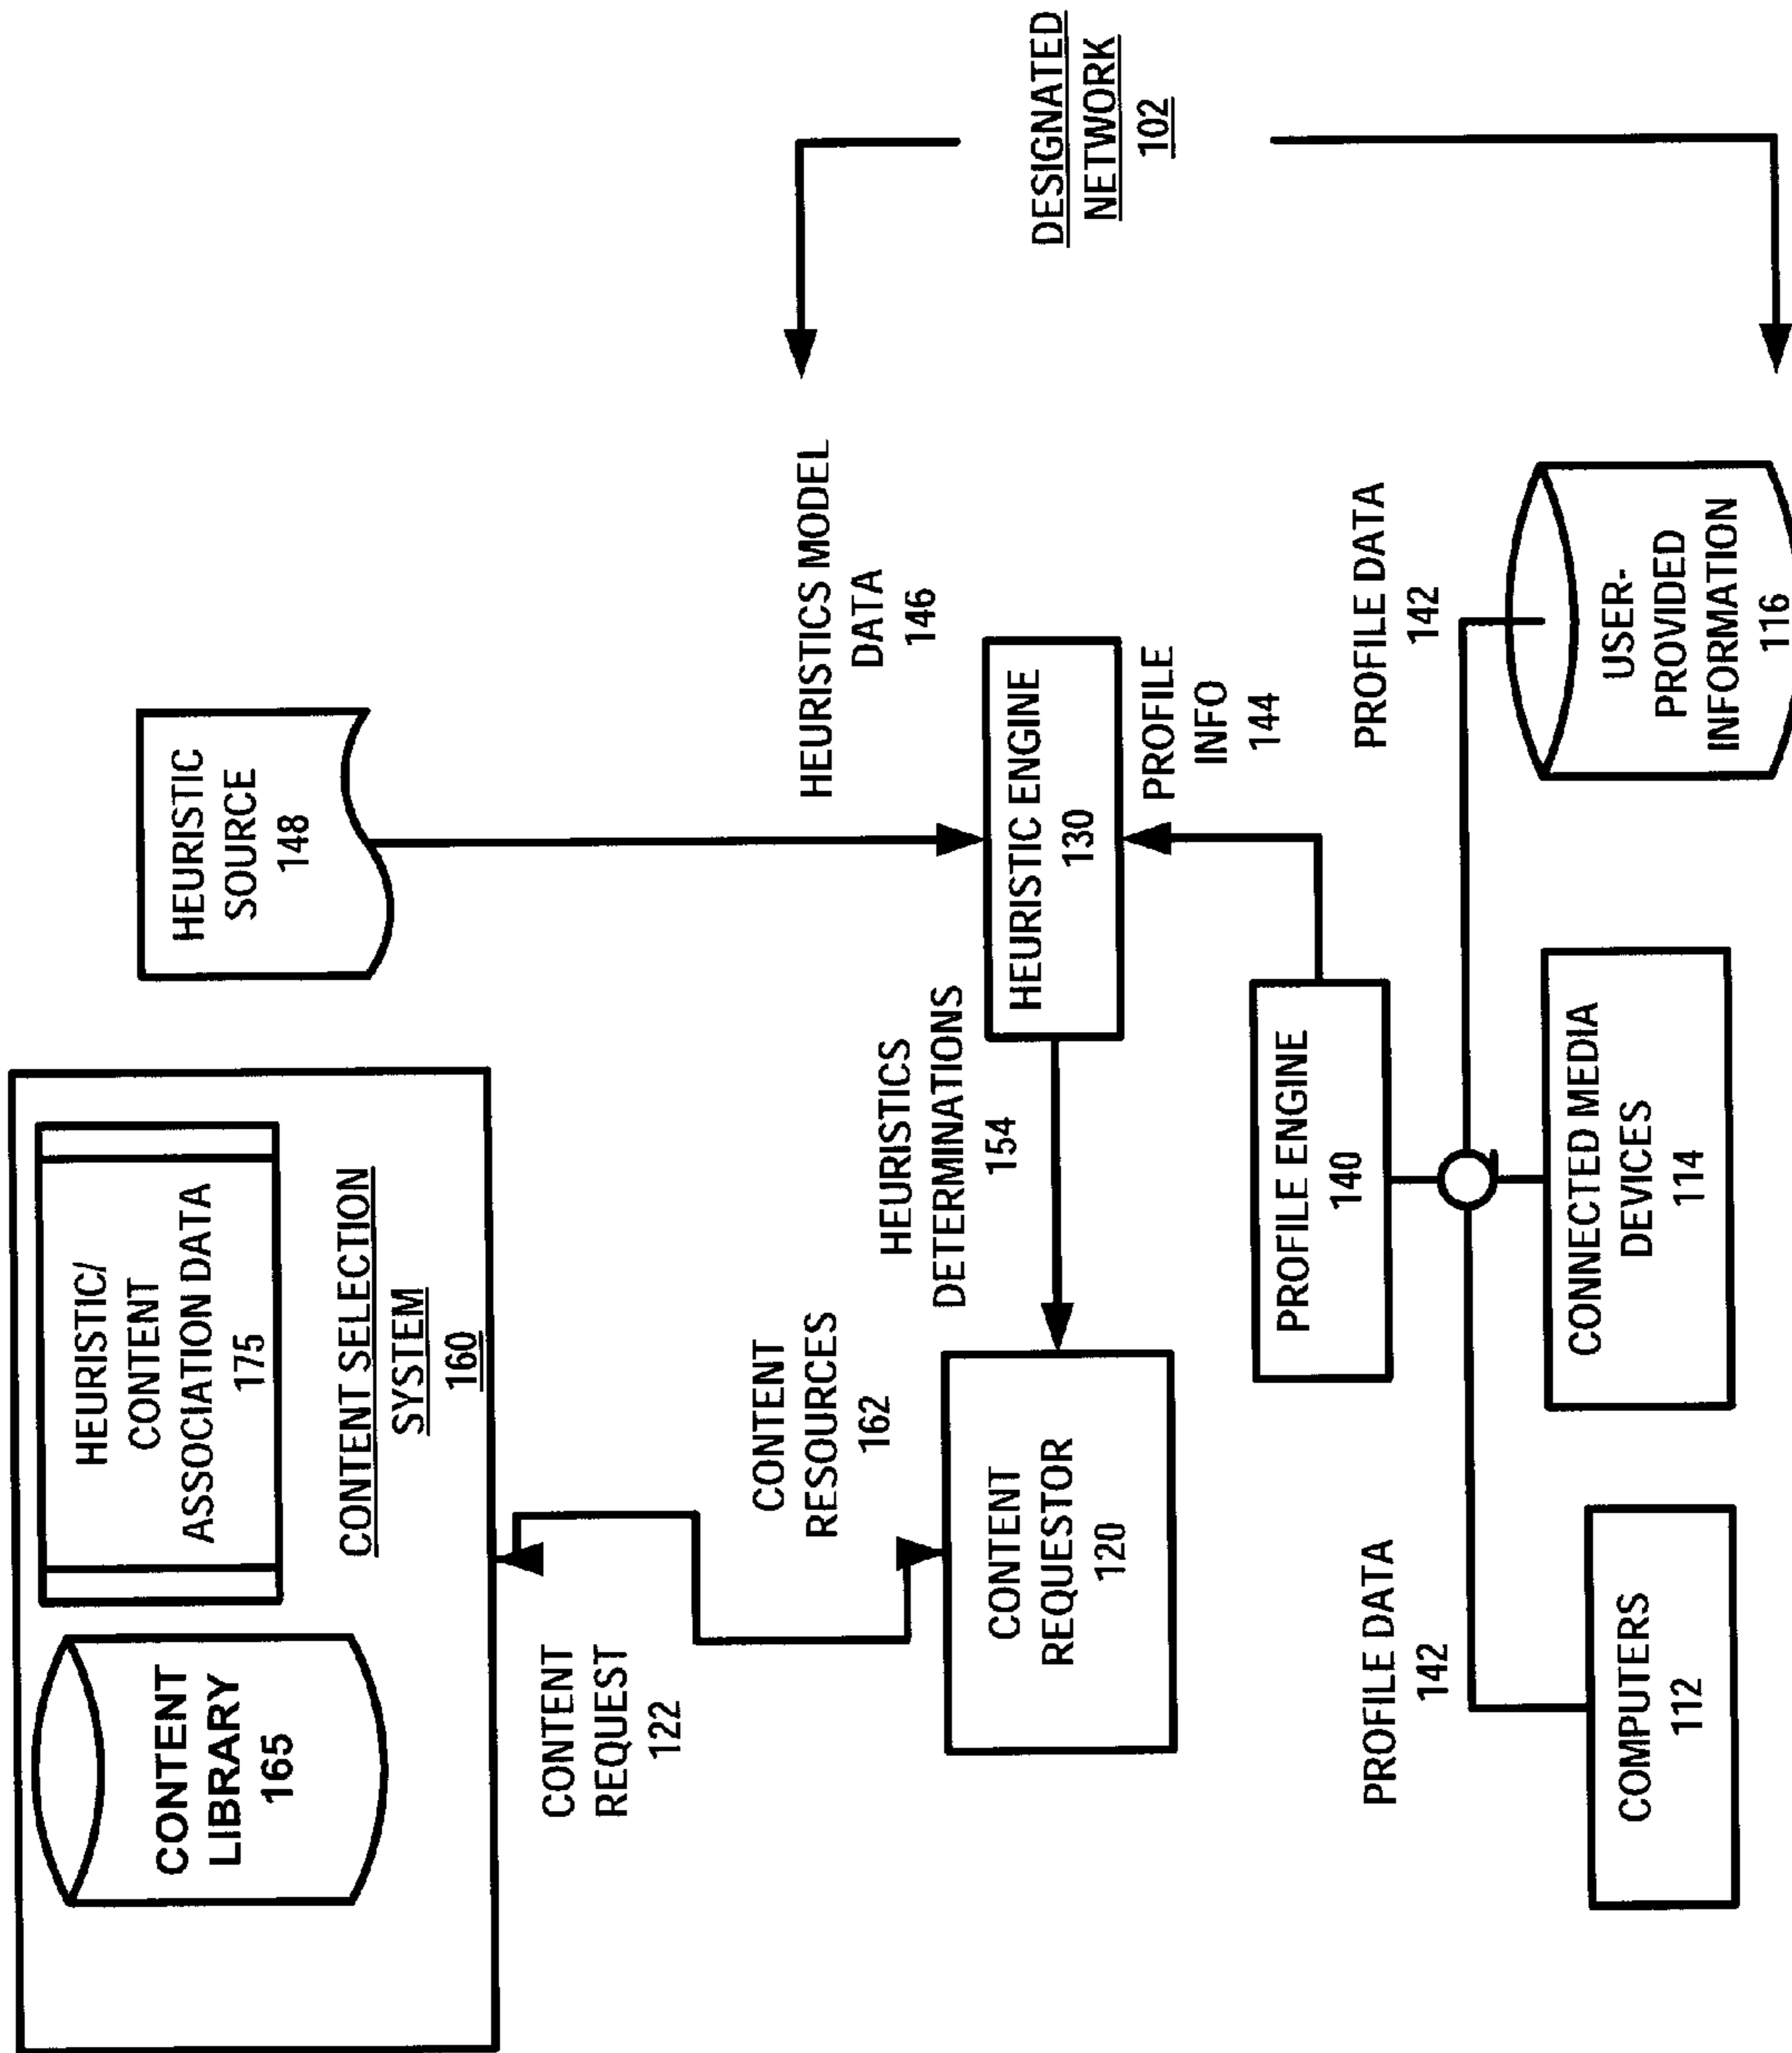 CONTENT
LIBRARY
165
HEURISTIC/
CONTENT
ASSOCIATION DATA
175
CONTENT SELECTION
SYSTEM
160
HEURISTIC
SOURCE
148
CONTENT
REQUEST
122
CONTENT
RESOURCES
162
HEURISTICS
DETERMINATIONS
154
HEURISTICS MODEL
DATA
146
CONTENT
REQUESTOR
120
HEURISTIC ENGINE
130
DESIGNATED
NETWORK
102
PROFILE
INFO
144
PROFILE ENGINE
140
PROFILE DATA
142
PROFILE DATA
142
COMPUTERS
112
CONNECTED MEDIA
DEVICES
114
USER-
PROVIDED
INFORMATION
116